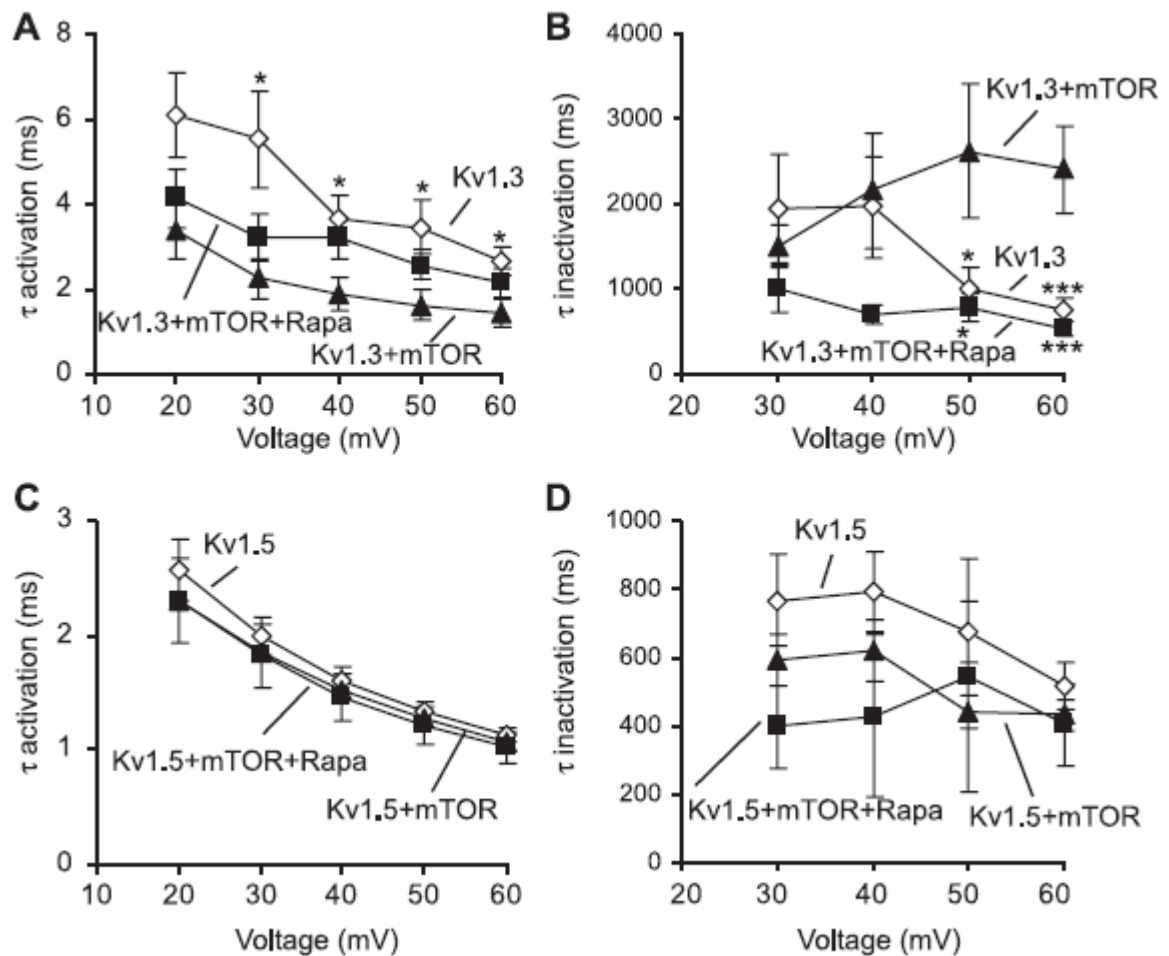 A
8
6
4
2
0
τ activation (ms)
*
*
*
*
Kv1.3
Kv1.3+mTOR+Rapa
Kv1.3+mTOR
10 20 30 40 50 60
Voltage (mV)
B
4000
3000
2000
1000
0
τ inactivation (ms)
Kv1.3+mTOR
Kv1.3
*
***
Kv1.3+mTOR+Rapa
*
***
20 30 40 50 60
Voltage (mV)
C
3
2
1
0
τ activation (ms)
Kv1.5
Kv1.5+mTOR+Rapa
Kv1.5+mTOR
10 20 30 40 50 60
Voltage (mV)
D
1000
800
600
400
200
0
τ inactivation (ms)
Kv1.5
Kv1.5+mTOR+Rapa
Kv1.5+mTOR
20 30 40 50 60
Voltage (mV)